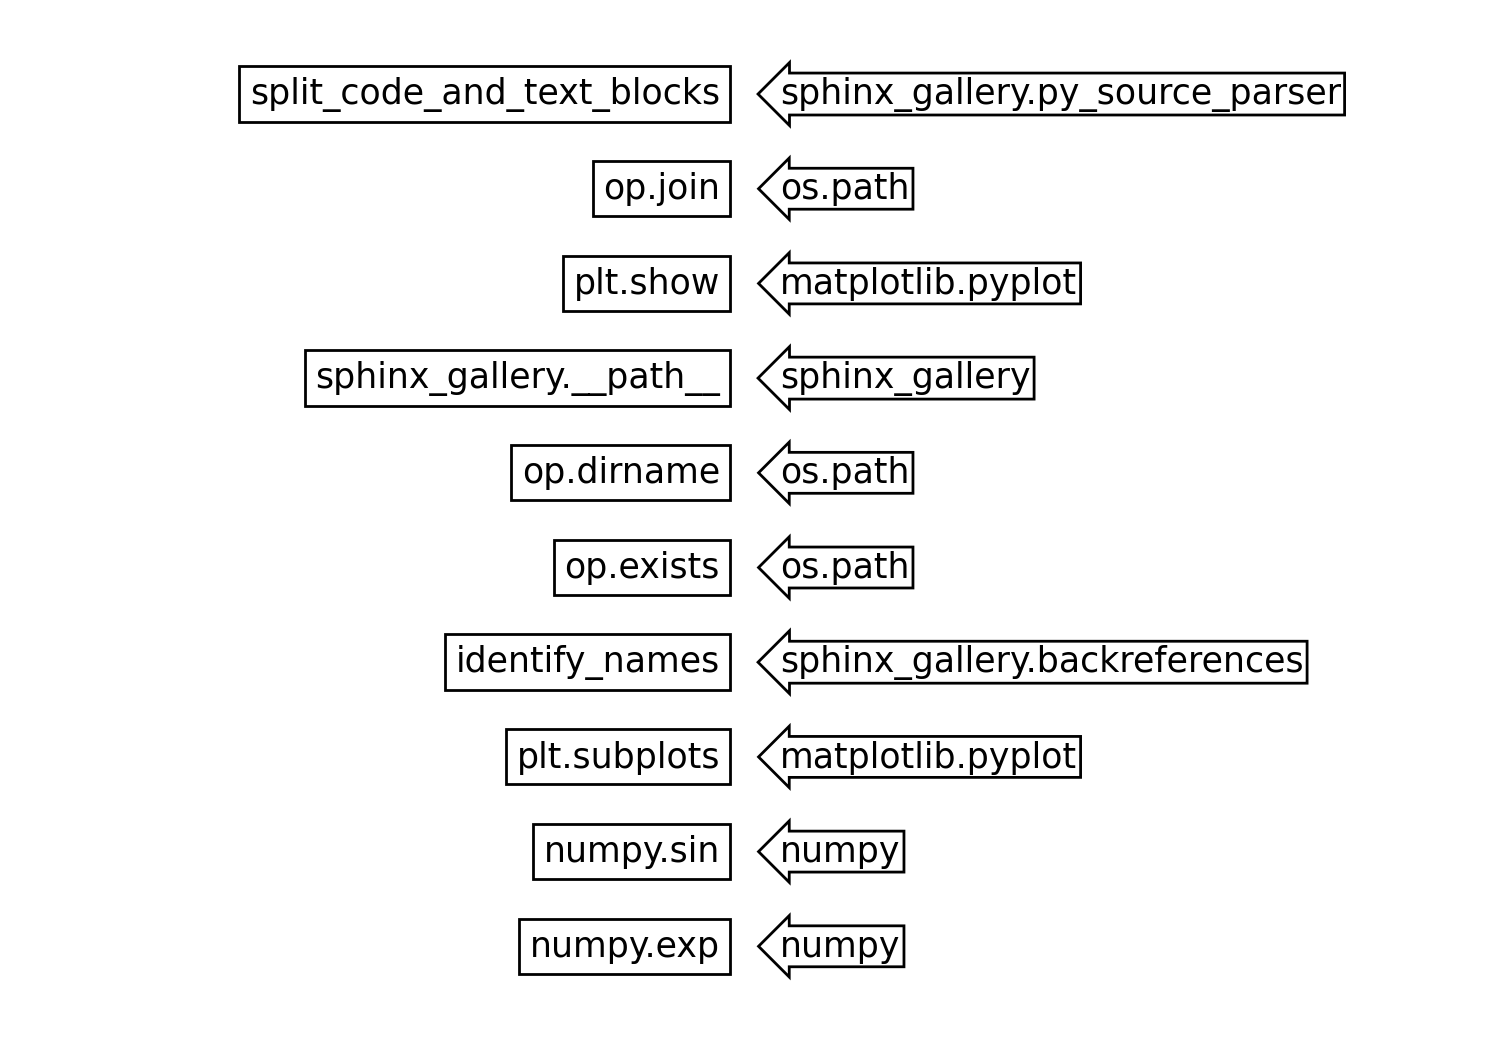 split_code_and_text_blocks sphinx_gallery.py_source_parser
op.join os.path
plt.show matplotlib.pyplot
sphinx_gallery.__path__ sphinx_gallery
op.dirname os.path
op.exists os.path
identify_names sphinx_gallery.backreferences
plt.subplots matplotlib.pyplot
numpy.sin numpy
numpy.exp numpy